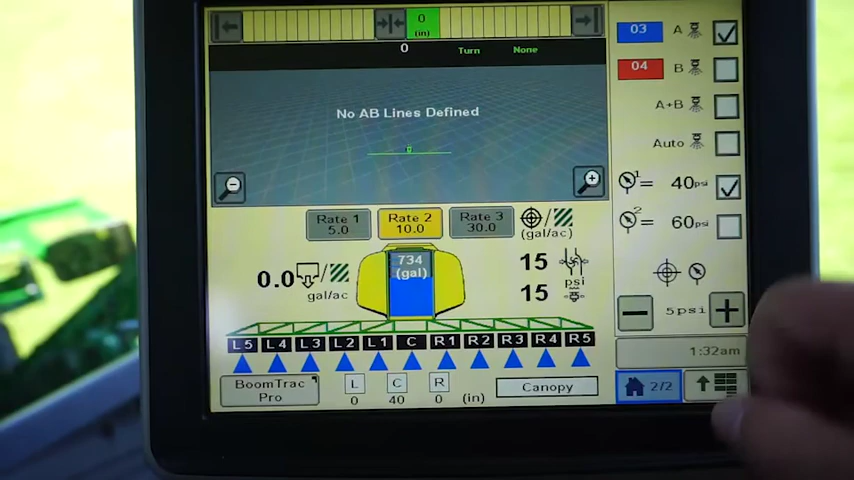 0
(in)
0 Turn None
No AB Lines Defined
Rate 1
5.0
Rate 2
10.0
Rate 3
30.0
(gal/ac)
734
(gal)
0.0
gal/ac
15
psi
15
L5 L4 L3 L2 L1 C R1 R2 R3 R4 R5
BoomTrac
Pro
L C R
0 40 0 (in)
Canopy
03 A
04 B
A+B
Auto
1 = 40psi
2 = 60psi
5psi
1:32am
2/2